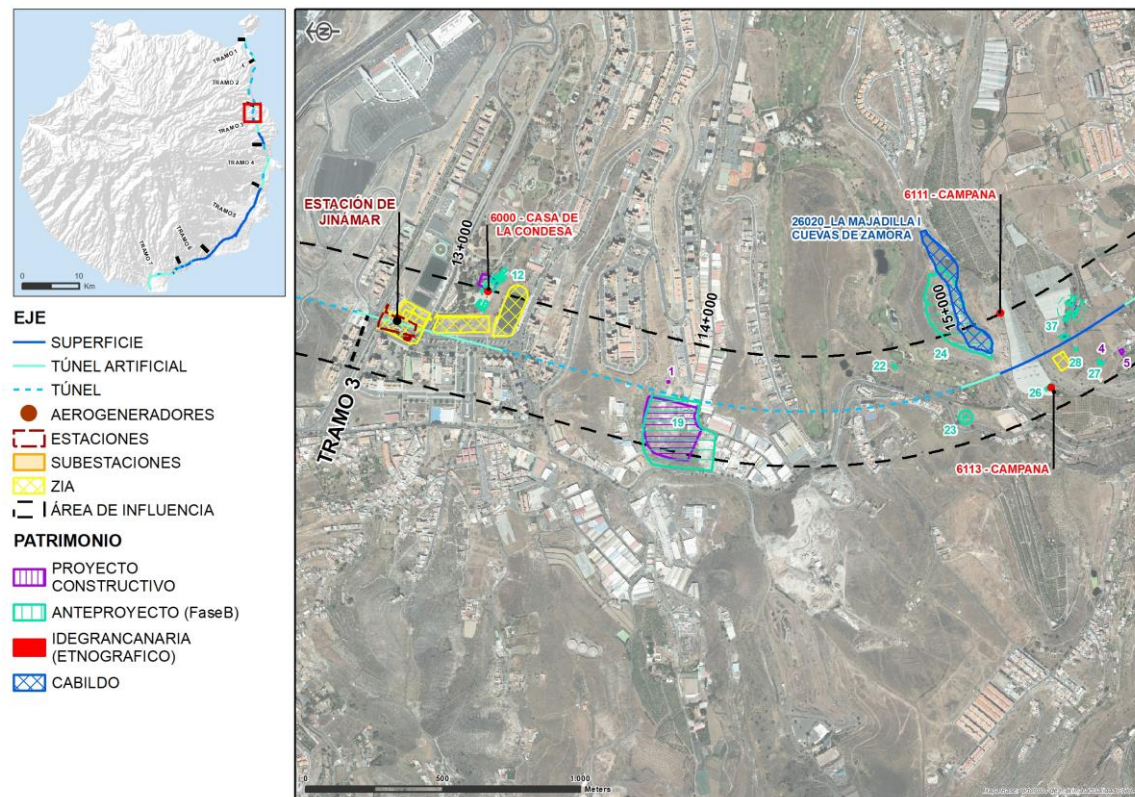 TRAMO 1
TRAMO 2
TRAMO 3
TRAMO 4
TRAMO 5
TRAMO 6
TRAMO 7
0 5 10
Km
EJE
SUPERFICIE
TÚNEL ARTIFICIAL
TÚNEL
AEROGENERADORES
ESTACIONES
SUBESTACIONES
ZIA
ÁREA DE INFLUENCIA
PATRIMONIO
PROYECTO
CONSTRUCTIVO
ANTEPROYECTO (FaseB)
IDEGRANCANARIA
(ETNOGRAFICO)
CABILDO
N
ESTACIÓN DE
JINÁMAR
13+000
6000 - CASA DE
LA CONDESA
12
TRAMO 3
1
19
14+000
26020_LA MAJADILLA I
CUEVAS DE ZAMORA
6111 - CAMPANA
15+000
22
24
23
37
28
27
4
5
26
6113 - CAMPANA
0 500 1.000
Meters